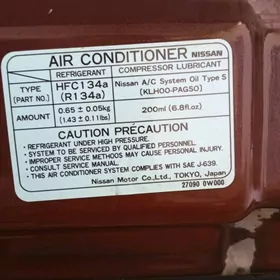 AIR CONDITIONER NISSAN
REFRIGERANT COMPRESSOR LUBRICANT
TYPE HFC134a Nissan A/C System Oil Type S
(PART NO.) (R134a) (KLH00-PAGS0)
AMOUNT 0.65 ± 0.05kg 200mℓ (6.8fl.oz)
(1.43 ± 0.11lbs)
CAUTION PRÉCAUTION
• REFRIGERANT UNDER HIGH PRESSURE.
• SYSTEM TO BE SERVICED BY QUALIFIED PERSONNEL.
• IMPROPER SERVICE METHODS MAY CAUSE PERSONAL INJURY.
• CONSULT SERVICE MANUAL.
• THIS AIR CONDITIONER SYSTEM COMPLIES WITH SAE J-639.
Nissan Motor Co.,Ltd., TOKYO, Japan
27090 0W000